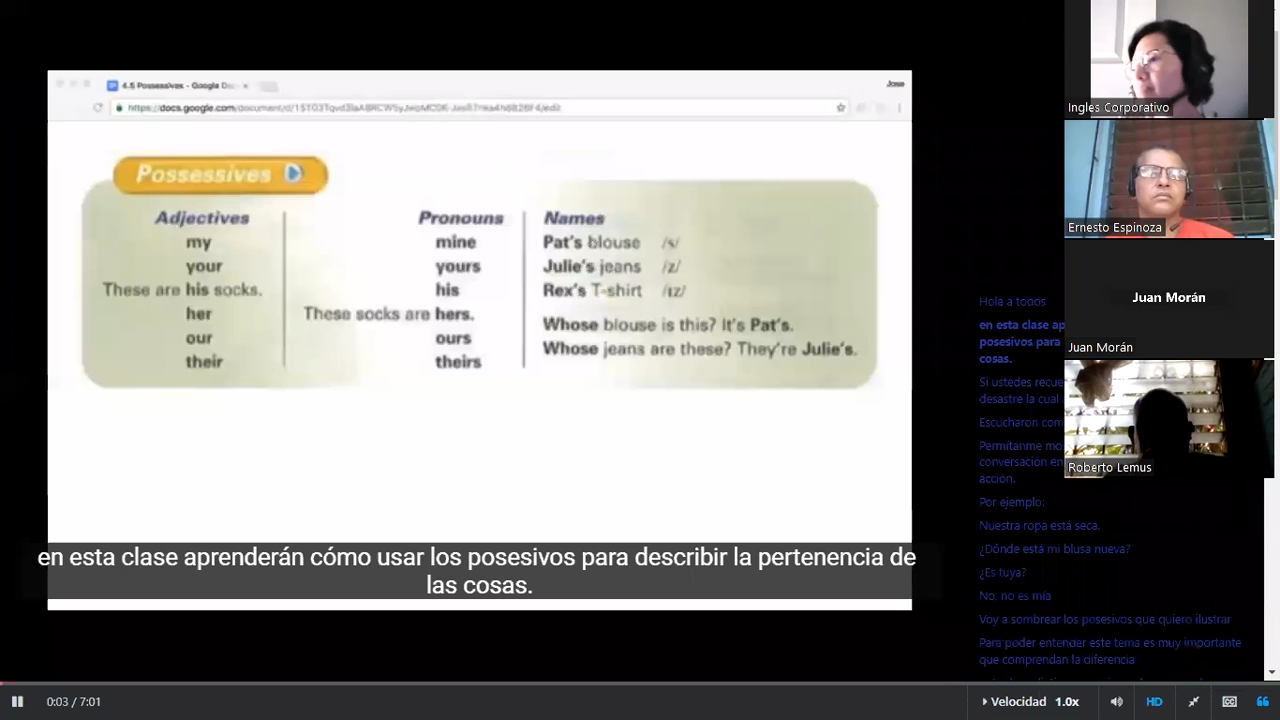 4.5 Possessives - Google Do
Jose
Possessives
Adjectives
my
your
These are his socks.
her
our
their
Pronouns
mine
yours
his
These socks are hers.
ours
theirs
Names
Pat's blouse /s/
Julie's jeans /z/
Rex's T-shirt /ɪz/
Whose blouse is this? It's Pat's.
Whose jeans are these? They're Julie's.
en esta clase aprenderán cómo usar los posesivos para describir la pertenencia de
las cosas.
Ingles Corporativo
Ernesto Espinoza
Juan Morán
Juan Morán
Roberto Lemus
Hola a todos
en esta clase ap
posesivos para
cosas.
Si ustedes recue
desastre la cual
Escucharon com
Permítanme mo
conversación en
acción.
Por ejemplo:
Nuestra ropa está seca.
¿Dónde está mi blusa nueva?
¿Es tuya?
No, no es mía
Voy a sombrear los posesivos que quiero ilustrar
Para poder entender este tema es muy importante
que comprendan la diferencia
0:03 / 7:01
Velocidad 1.0x
HD